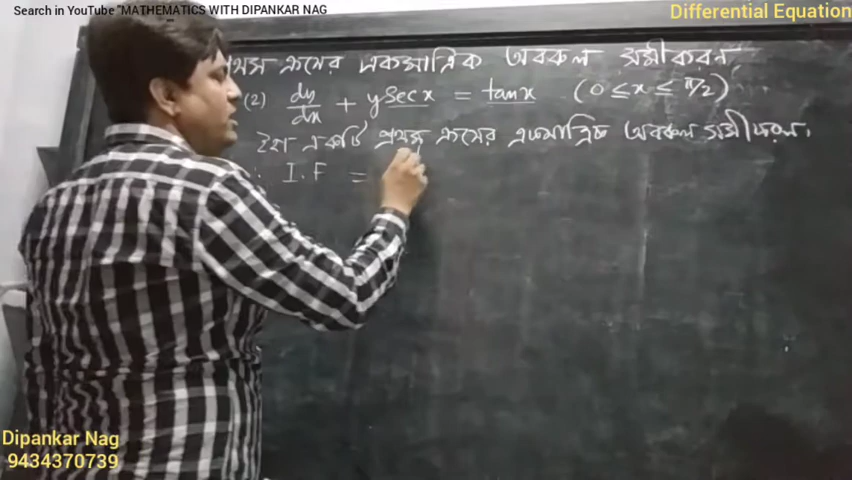 Search in YouTube "MATHEMATICS WITH DIPANKAR NAG
Differential Equation
প্রথম ক্রমের একমাত্রিক অবকল সমীকরণ
(2) dy/dx + y sec x = tan x (0 ≤ x ≤ π/2)
ইহা একটি প্রথম ক্রমের একমাত্রিক অবকল সমীকরণ.
∴ I.F =
Dipankar Nag
9434370739